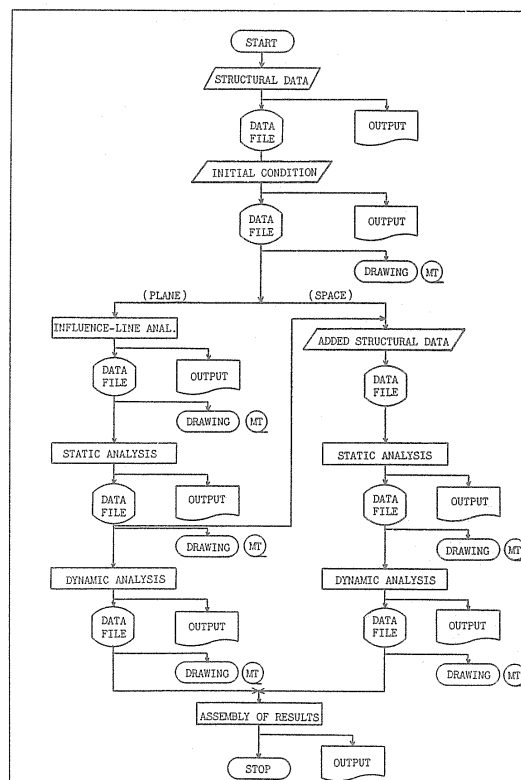 START
STRUCTURAL DATA
DATA
FILE
OUTPUT
INITIAL CONDITION
DATA
FILE
OUTPUT
DRAWING
MT
(PLANE)
(SPACE)
INFLUENCE-LINE ANAL.
DATA
FILE
OUTPUT
DRAWING
MT
STATIC ANALYSIS
DATA
FILE
OUTPUT
DRAWING
MT
DYNAMIC ANALYSIS
DATA
FILE
OUTPUT
DRAWING
MT
ADDED STRUCTURAL DATA
DATA
FILE
STATIC ANALYSIS
DATA
FILE
OUTPUT
DRAWING
MT
DYNAMIC ANALYSIS
DATA
FILE
OUTPUT
DRAWING
MT
ASSEMBLY OF RESULTS
OUTPUT
STOP